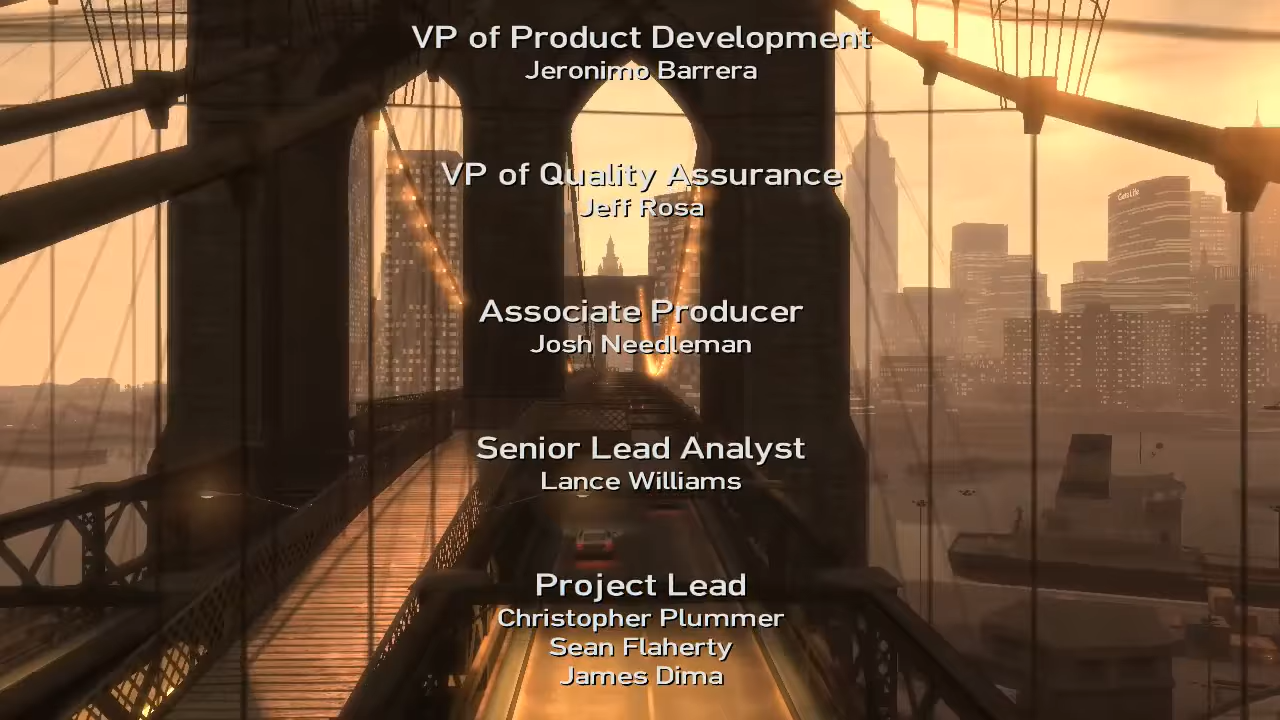 VP of Product Development
Jeronimo Barrera
VP of Quality Assurance
Jeff Rosa
Associate Producer
Josh Needleman
Senior Lead Analyst
Lance Williams
Project Lead
Christopher Plummer
Sean Flaherty
James Dima